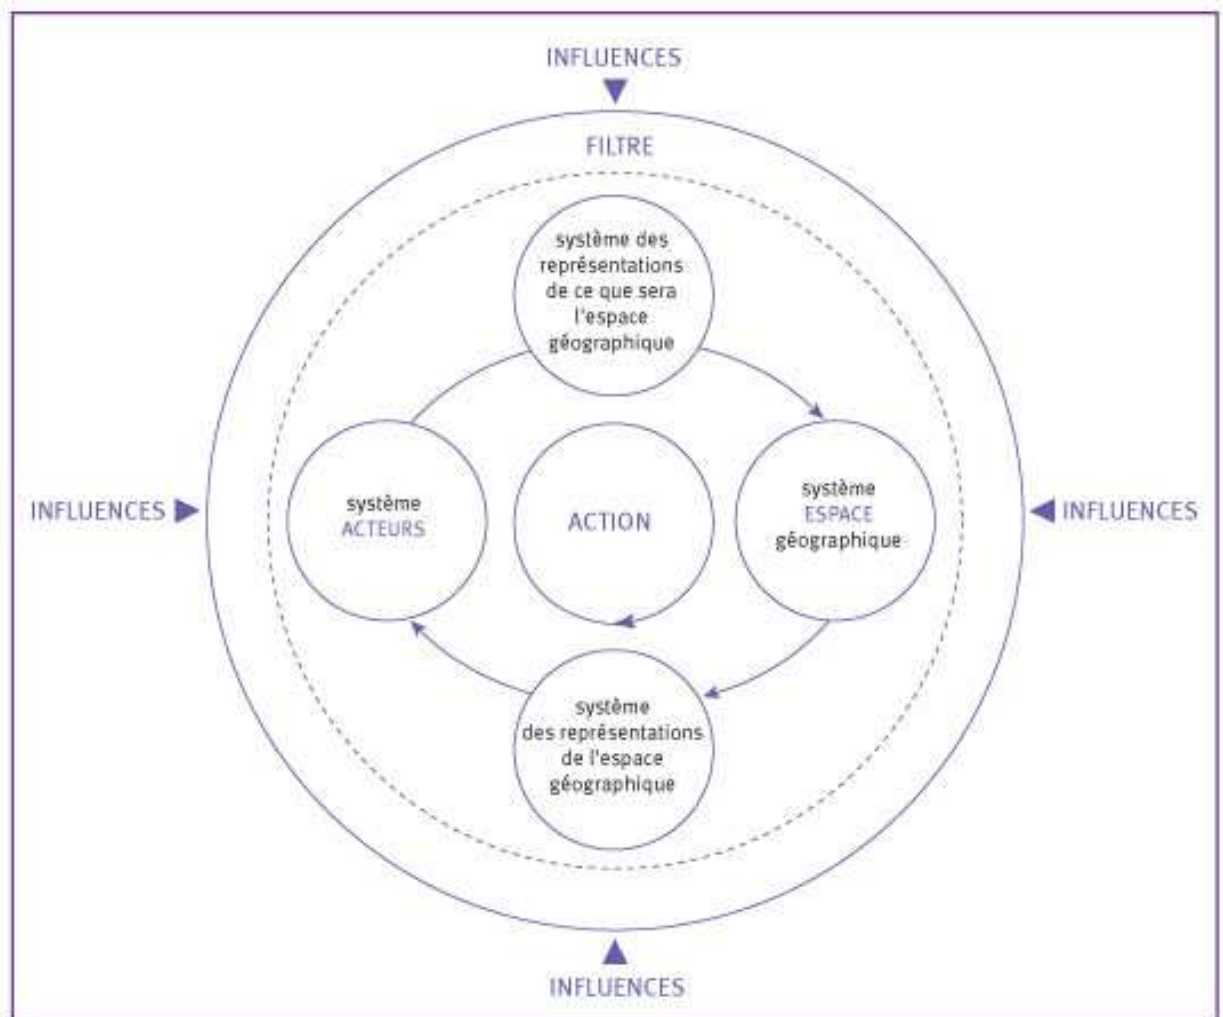 INFLUENCES
FILTRE
système des
représentations
de ce que sera
l'espace
géographique
INFLUENCES
système
ACTEURS
ACTION
système
ESPACE
géographique
INFLUENCES
système
des représentations
de l'espace
géographique
INFLUENCES